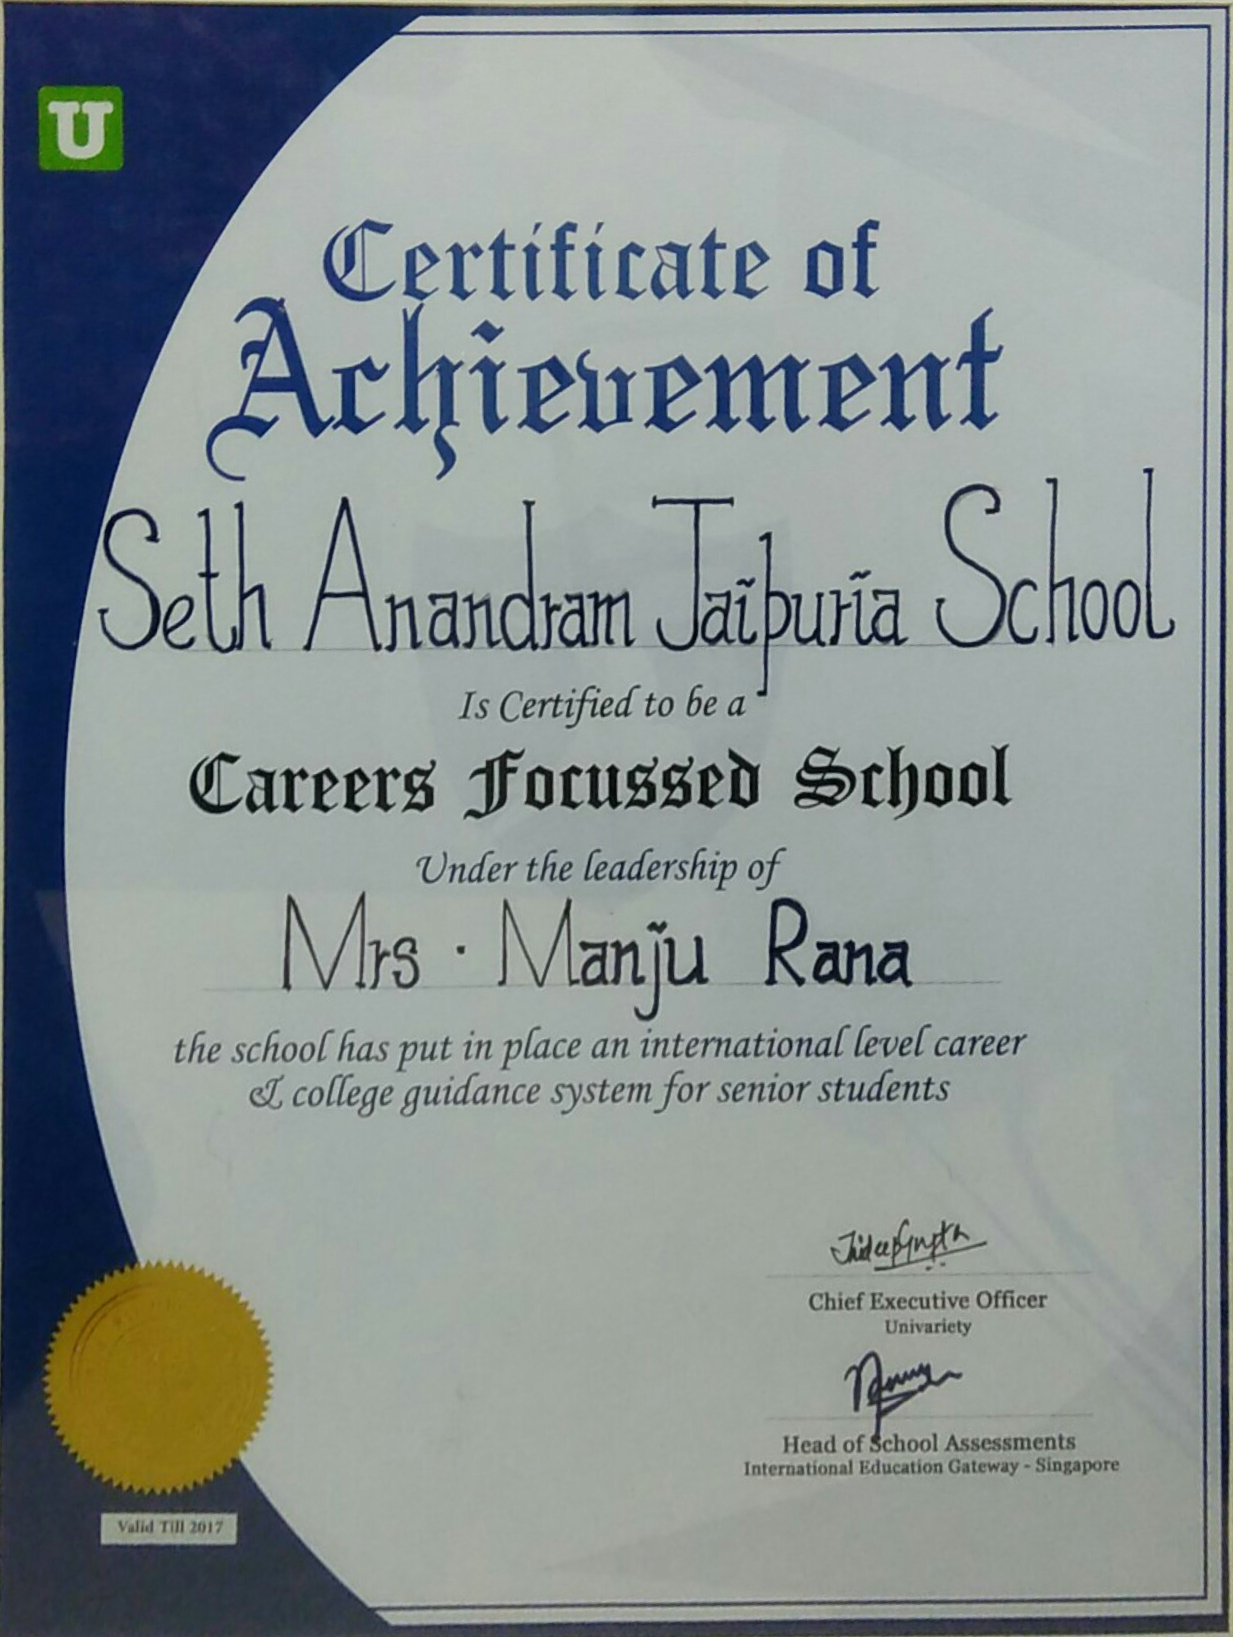 U
Certificate of
Achievement
Seth Anandram Jaipuria School
Is Certified to be a
Careers Focussed School
Under the leadership of
Mrs. Manju Rana
the school has put in place an international level career
& college guidance system for senior students
Chief Executive Officer
Univariety
Head of School Assessments
International Education Gateway - Singapore
Valid Till 2017